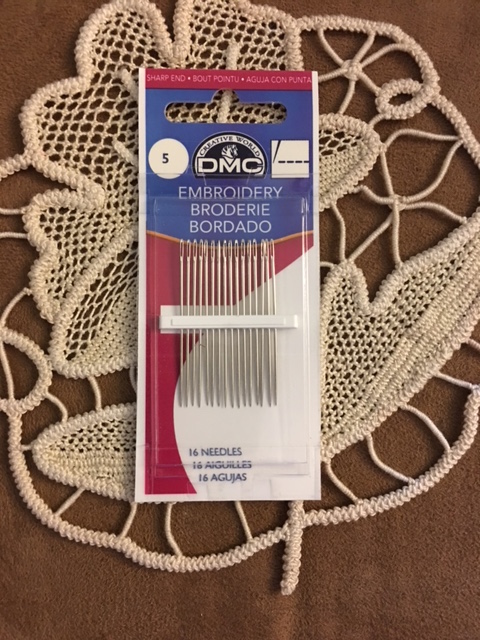 SHARP END • BOUT POINTU • AGUJA CON PUNTA
5
CREATIVE WORLD
DMC
EMBROIDERY
BRODERIE
BORDADO
16 NEEDLES
16 AIGUILLES
16 AGUJAS